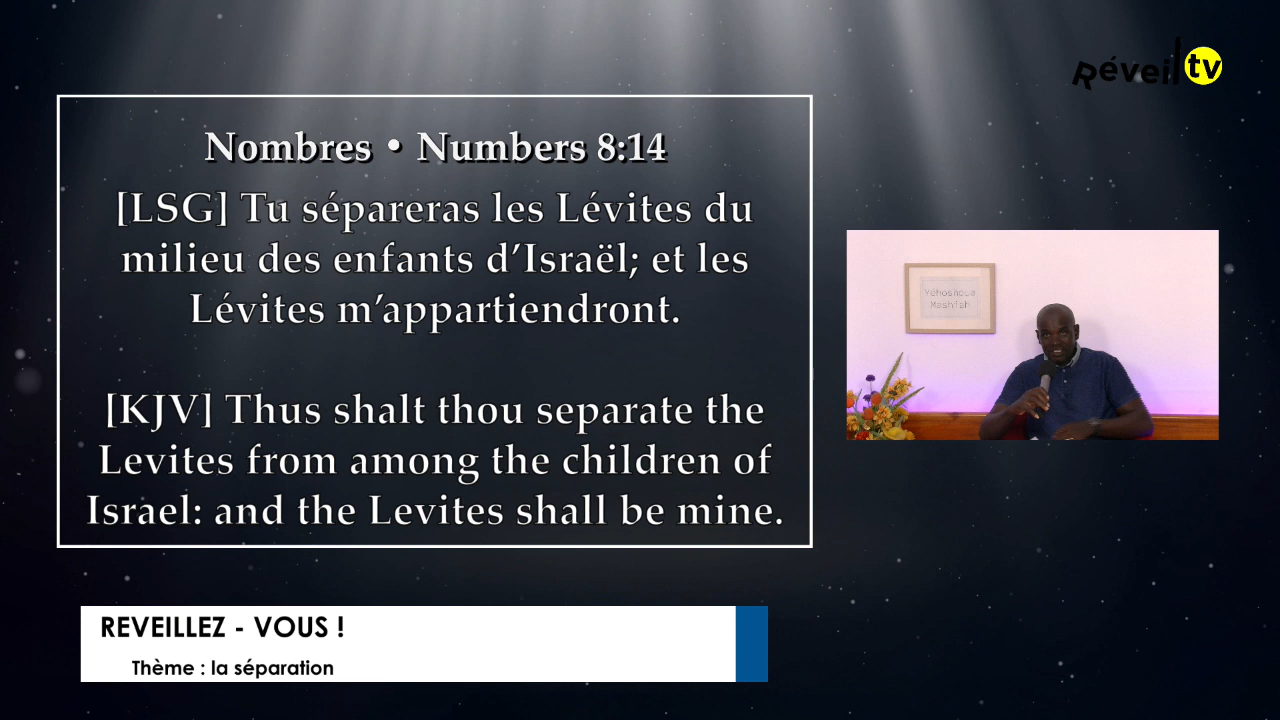 Réveil tv
Nombres • Numbers 8:14
[LSG] Tu sépareras les Lévites du
milieu des enfants d’Israël; et les
Lévites m’appartiendront.
[KJV] Thus shalt thou separate the
Levites from among the children of
Israel: and the Levites shall be mine.
Yéhoshoua
Mashiah
REVEILLEZ - VOUS !
Thème : la séparation